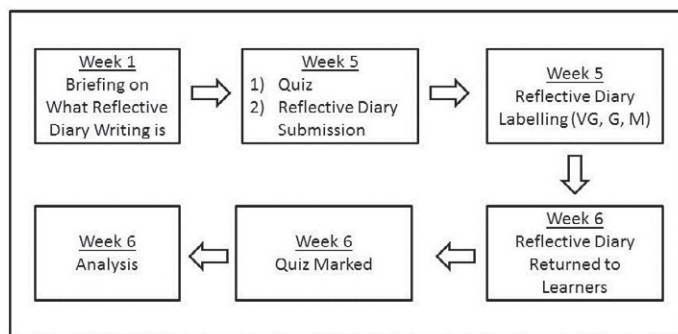 Week 1
Briefing on
What Reflective
Diary Writing is
Week 5
1) Quiz
2) Reflective Diary
Submission
Week 5
Reflective Diary
Labelling (VG, G, M)
Week 6
Reflective Diary
Returned to
Learners
Week 6
Quiz Marked
Week 6
Analysis